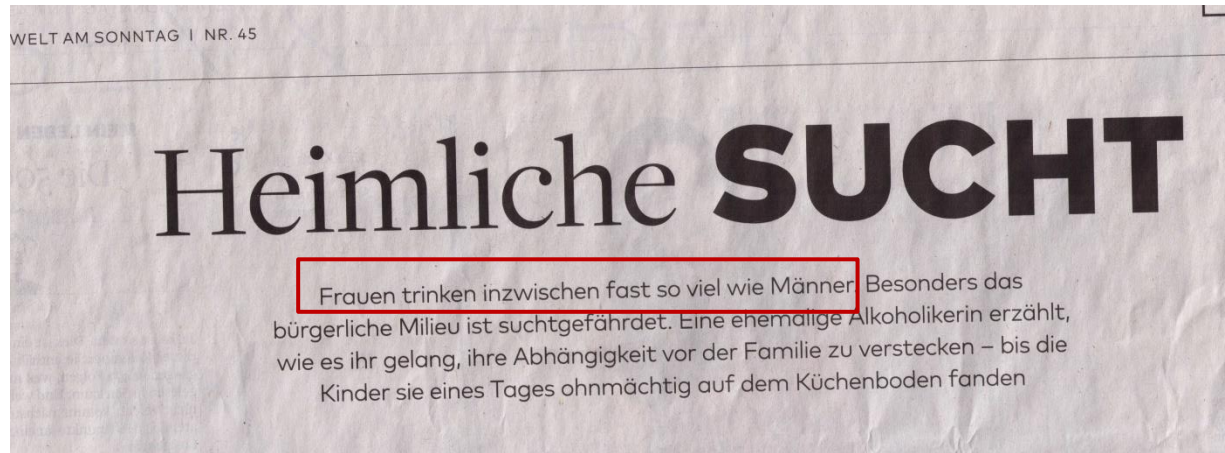 WELT AM SONNTAG | NR. 45
Heimliche SUCHT
Frauen trinken inzwischen fast so viel wie Männer. Besonders das
bürgerliche Milieu ist suchtgefährdet. Eine ehemalige Alkoholikerin erzählt,
wie es ihr gelang, ihre Abhängigkeit vor der Familie zu verstecken – bis die
Kinder sie eines Tages ohnmächtig auf dem Küchenboden fanden